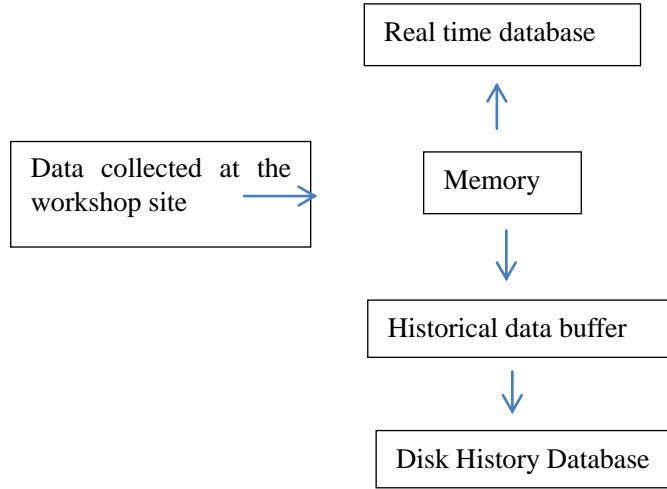 Real time database
Data collected at the
workshop site
Memory
Historical data buffer
Disk History Database